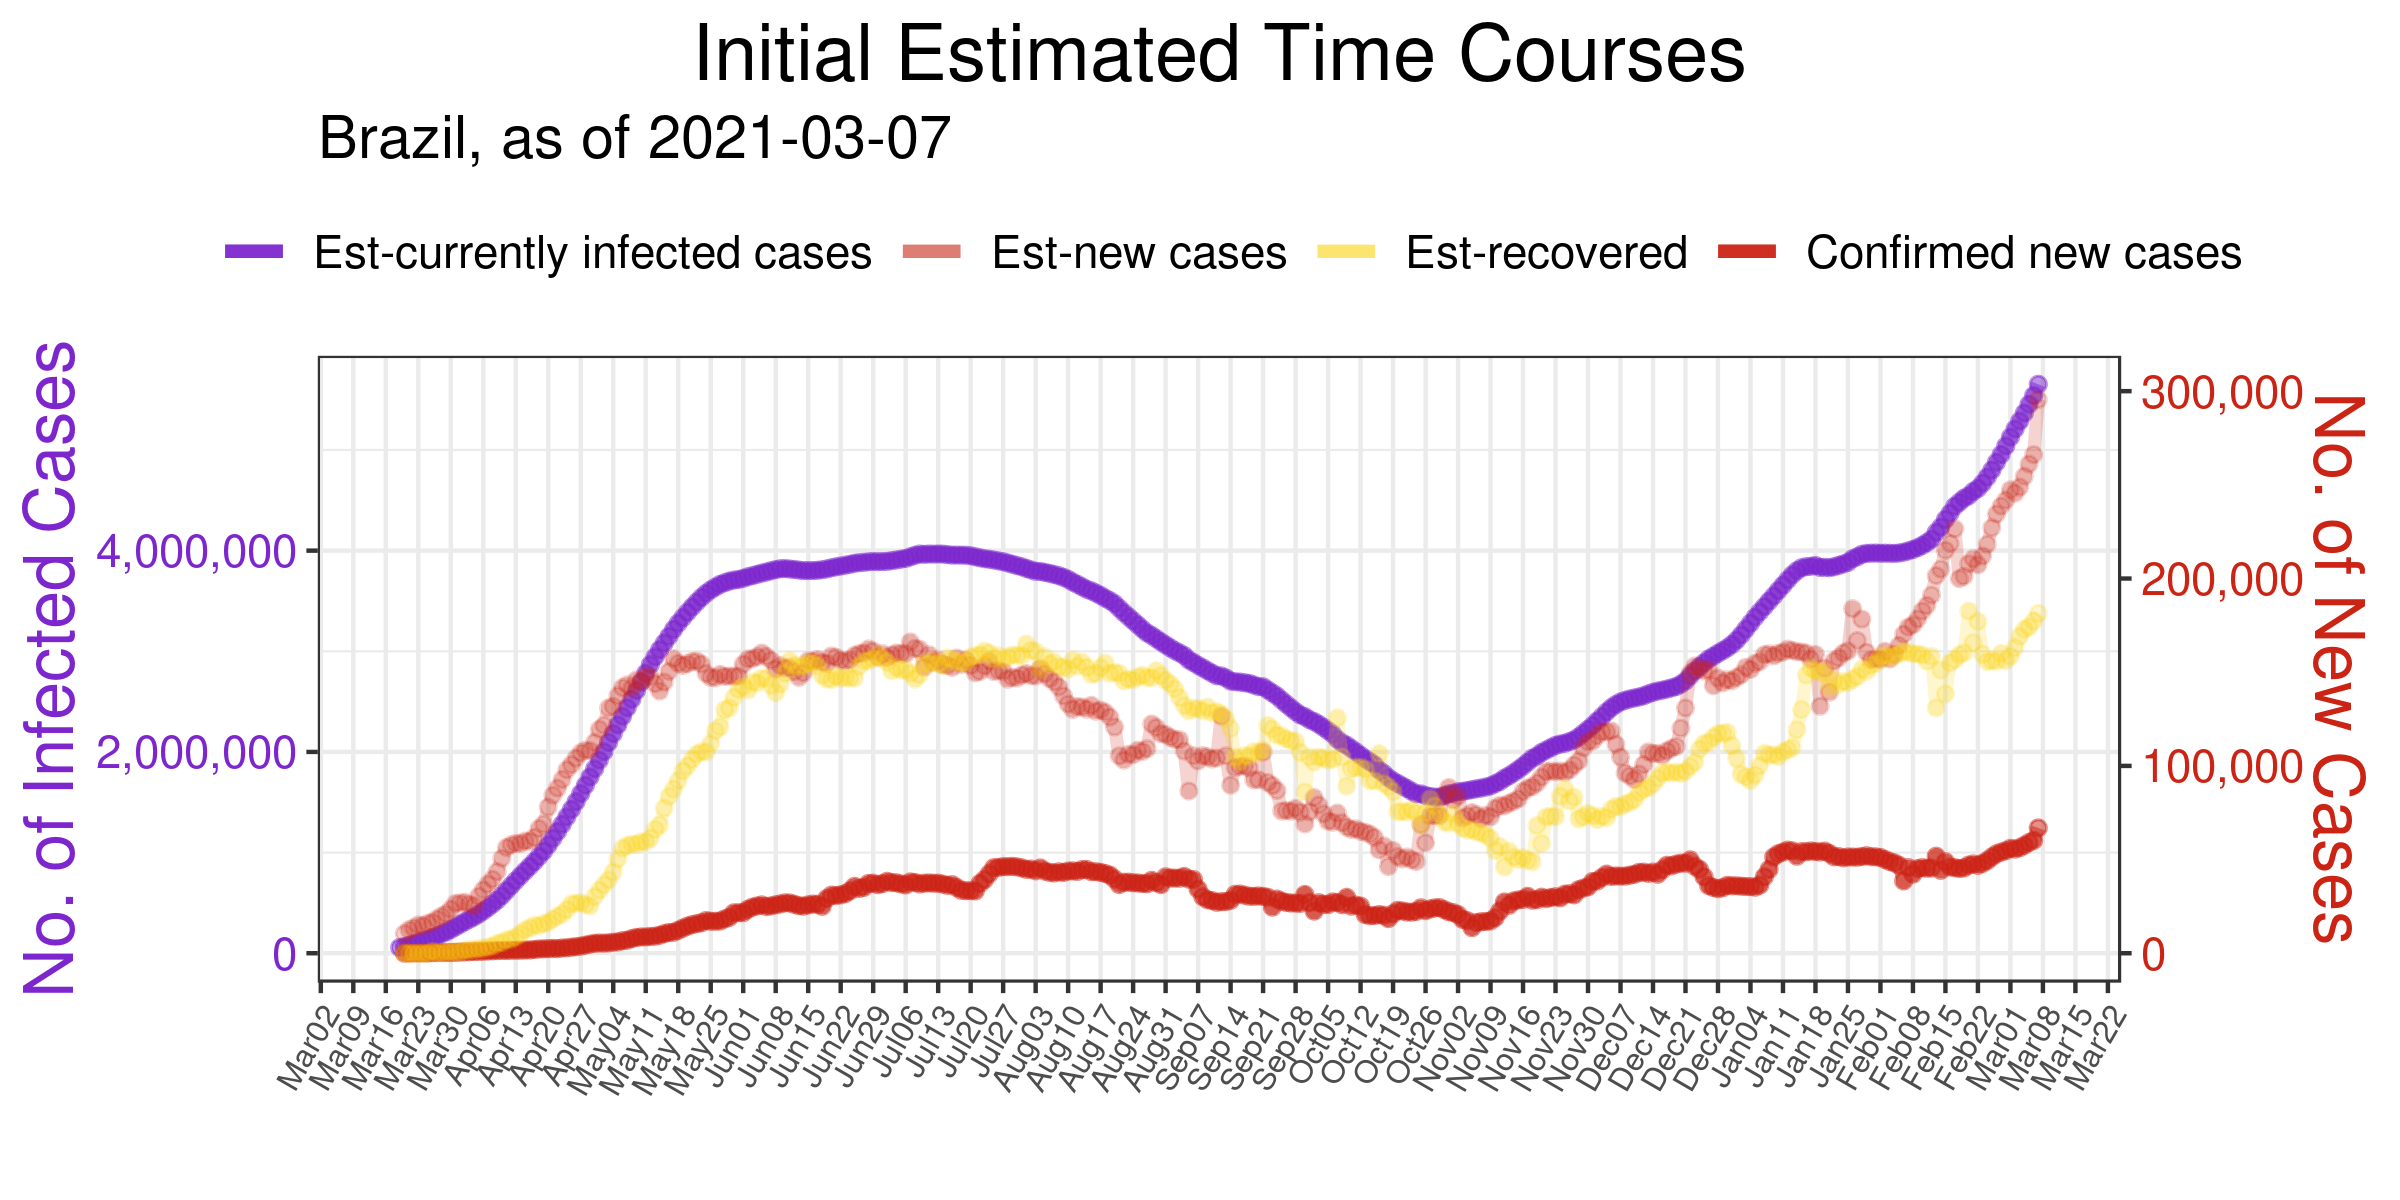 Initial Estimated Time Courses
Brazil, as of 2021-03-07
Est-currently infected cases Est-new cases Est-recovered Confirmed new cases
No. of Infected Cases
4,000,000
2,000,000
0
300,000
200,000
100,000
0
No. of New Cases
Mar02 Mar09 Mar16 Mar23 Mar30 Apr06 Apr13 Apr20 Apr27 May04 May11 May18 May25 Jun01 Jun08 Jun15 Jun22 Jun29 Jul06 Jul13 Jul20 Jul27 Aug03 Aug10 Aug17 Aug24 Aug31 Sep07 Sep14 Sep21 Sep28 Oct05 Oct12 Oct19 Oct26 Nov02 Nov09 Nov16 Nov23 Nov30 Dec07 Dec14 Dec21 Dec28 Jan04 Jan11 Jan18 Jan25 Feb01 Feb08 Feb15 Feb22 Mar01 Mar08 Mar15 Mar22